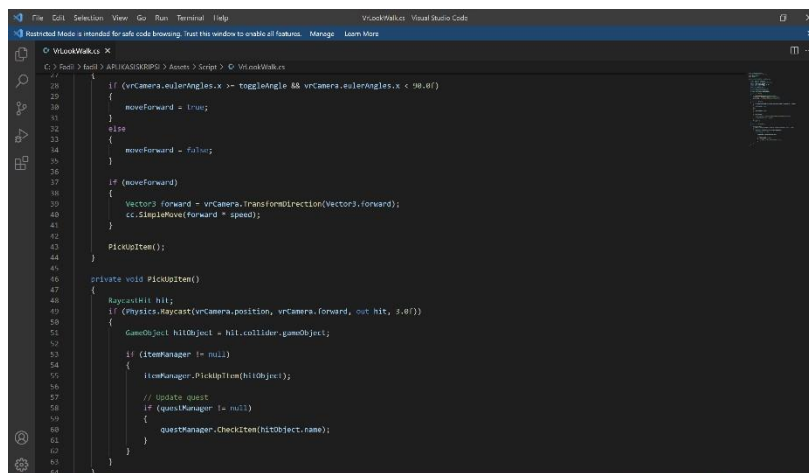 File Edit Selection View Go Run Terminal Help
VrLookWalk.cs Visual Studio Code
Restricted Mode is intended for safe code browsing. Trust this window to enable all features. Manage Learn More
VrLookWalk.cs
C: > Fadil > fadil > APLIKASISKRIPSI > Assets > Script > VrLookWalk.cs
27 {
28 if (vrCamera.eulerAngles.x >= toggleAngle && vrCamera.eulerAngles.x < 90.0f)
29 {
30 moveForward = true;
31 }
32 else
33 {
34 moveForward = false;
35 }
36
37 if (moveForward)
38 {
39 Vector3 forward = vrCamera.TransformDirection(Vector3.forward);
40 cc.SimpleMove(forward * speed);
41 }
42
43 PickUpItem();
44 }
45
46 private void PickUpItem()
47 {
48 RaycastHit hit;
49 if (Physics.Raycast(vrCamera.position, vrCamera.forward, out hit, 3.0f))
50 {
51 GameObject hitObject = hit.collider.gameObject;
52
53 if (itemManager != null)
54 {
55 itemManager.PickUpItem(hitObject);
56
57 // Update quest
58 if (questManager != null)
59 {
60 questManager.CheckItem(hitObject.name);
61 }
62 }
63 }
64 }